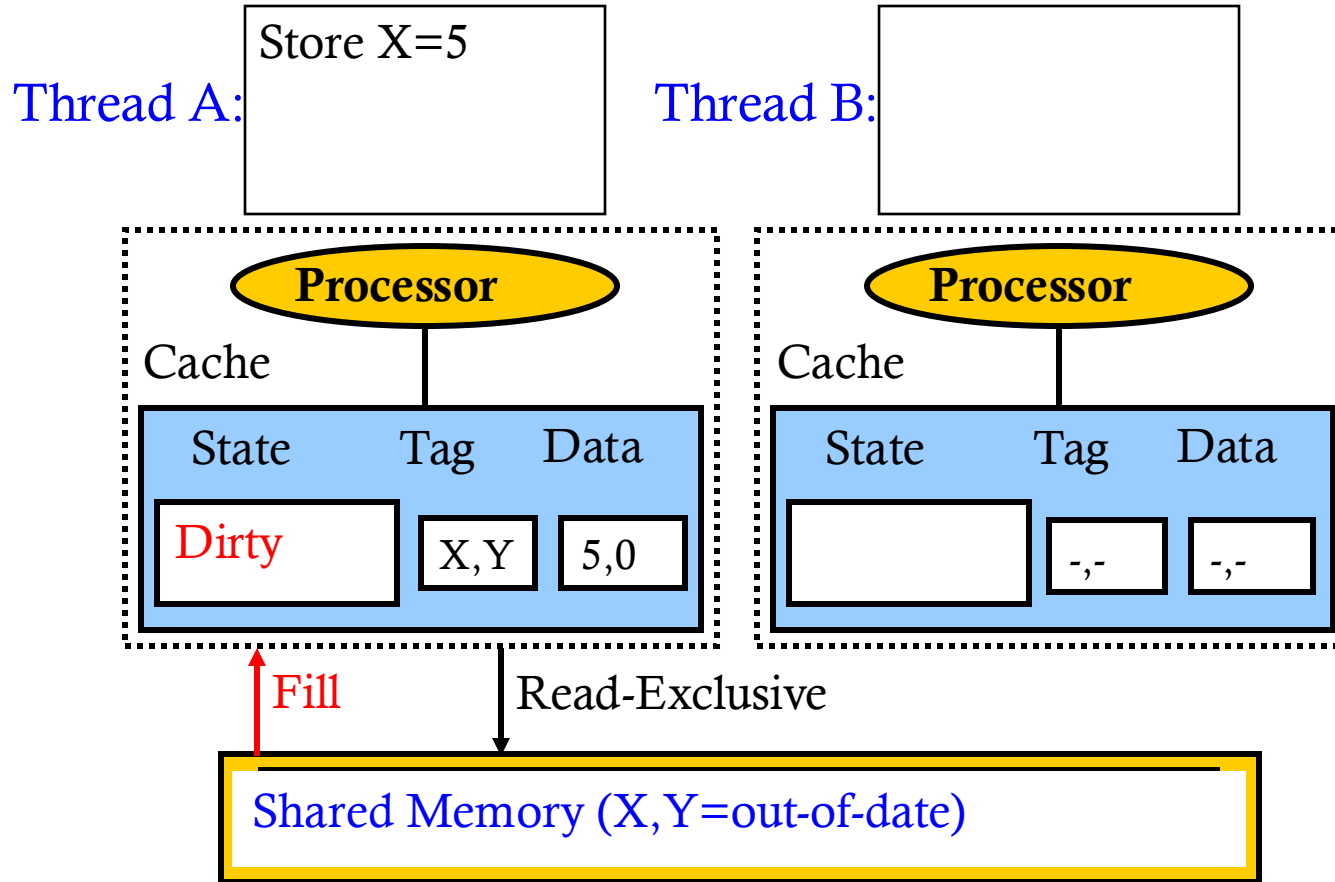 Store X=5
Thread A:
Thread B:
Processor
Processor
Cache
Cache
State Tag Data
State Tag Data
Dirty
X,Y
5,0
-,-
-,-
Fill
Read-Exclusive
Shared Memory (X,Y=out-of-date)